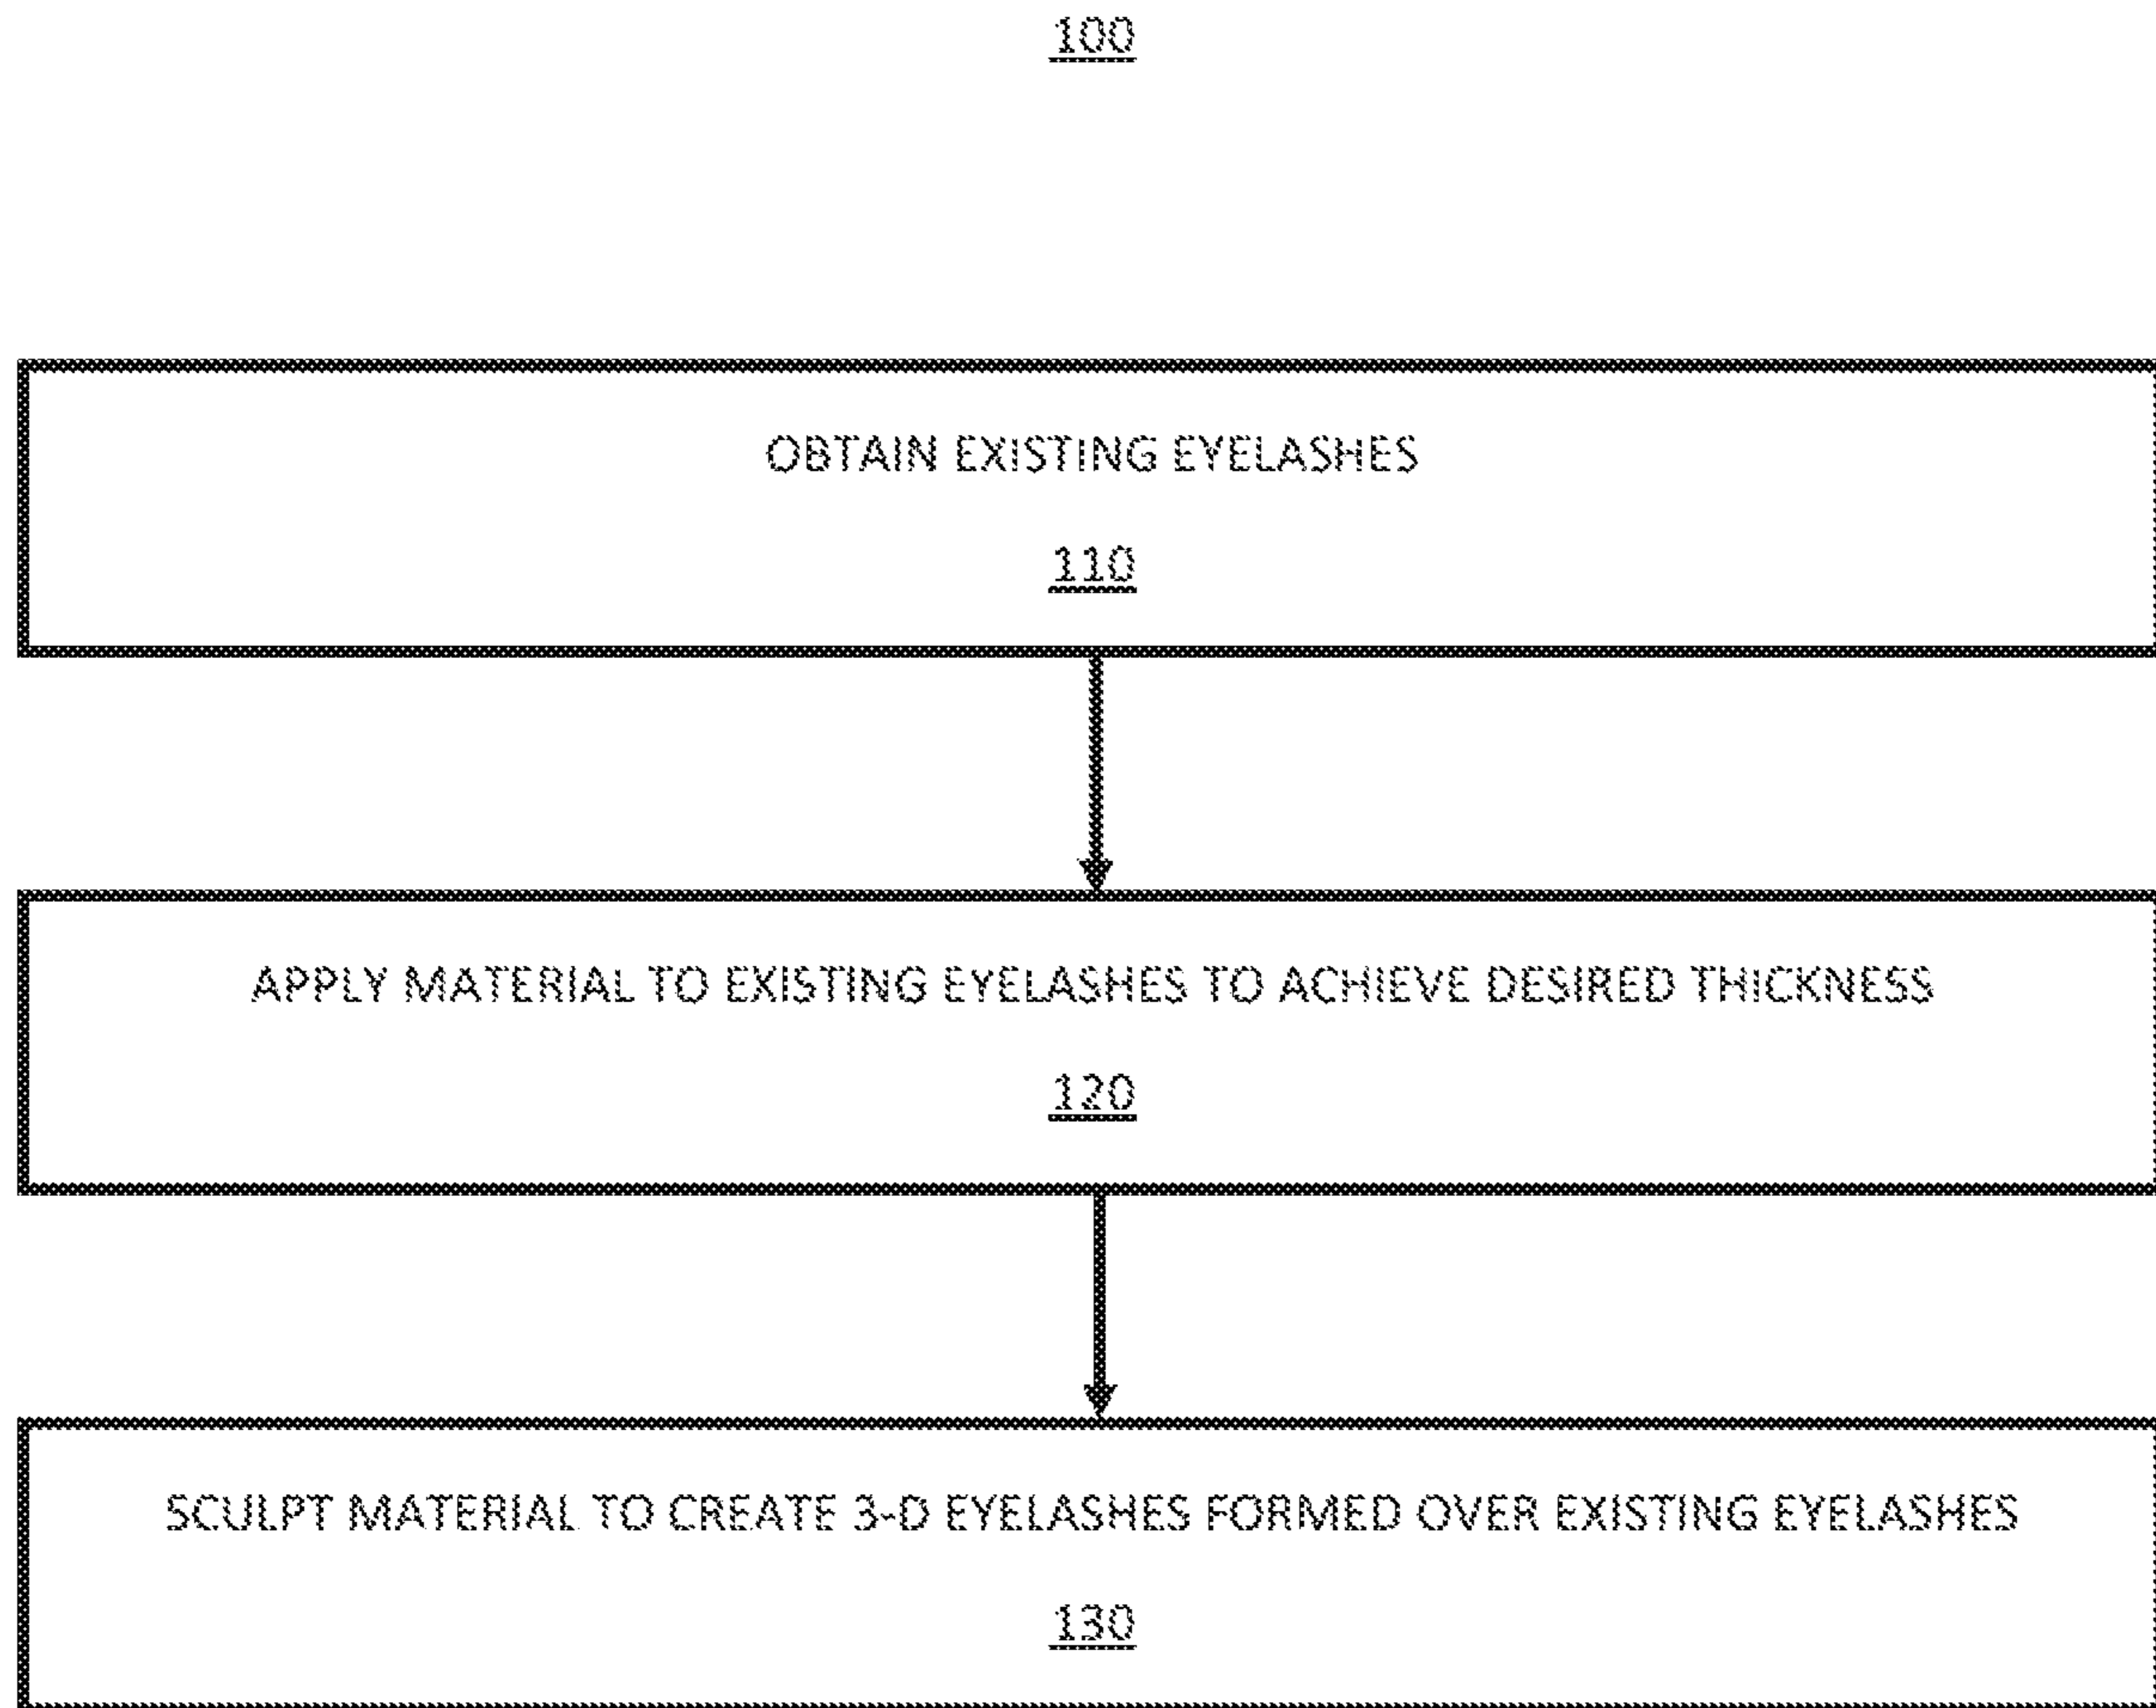 100
OBTAIN EXISTING EYELASHES
110
APPLY MATERIAL TO EXISTING EYELASHES TO ACHIEVE DESIRED THICKNESS
120
SCULPT MATERIAL TO CREATE 3-D EYELASHES FORMED OVER EXISTING EYELASHES
130